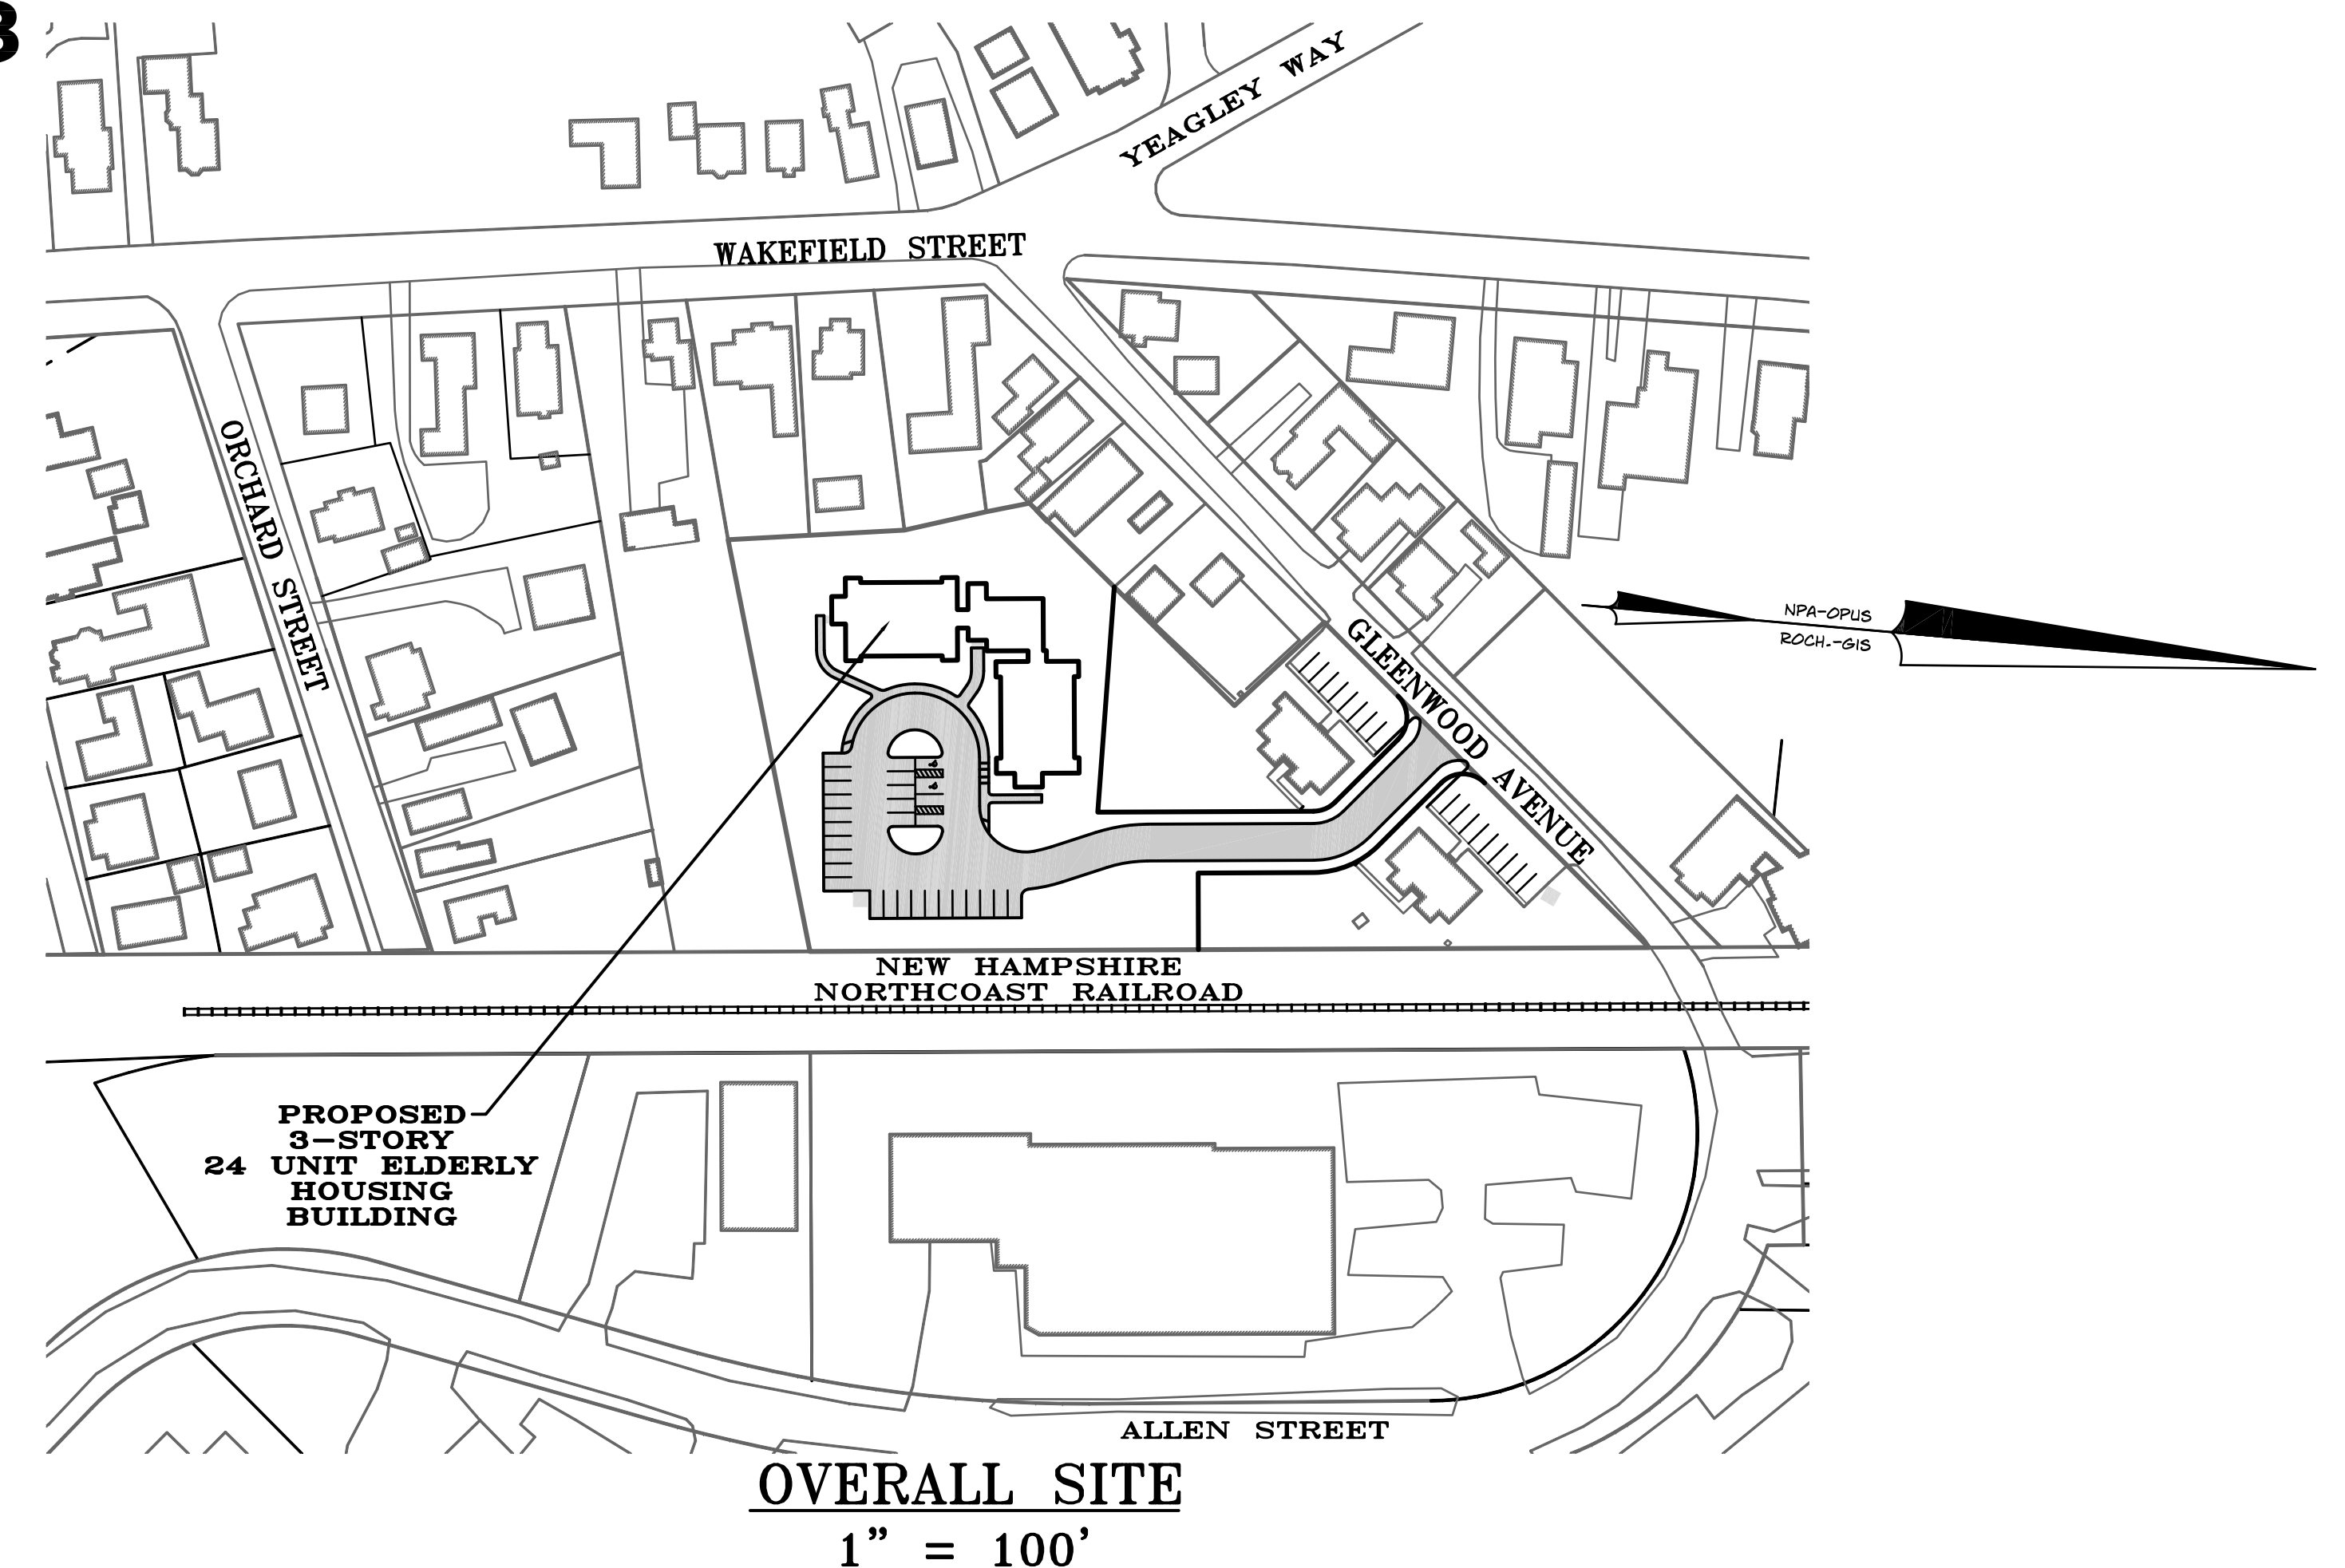 B
YEAGLEY WAY
WAKEFIELD STREET
ORCHARD STREET
NPA-OPUS
ROCH.-GIS
N
GLEENWOOD AVENUE
NEW HAMPSHIRE
NORTHCOAST RAILROAD
PROPOSED
3-STORY
24 UNIT ELDERLY
HOUSING
BUILDING
ALLEN STREET
OVERALL SITE
1" = 100'